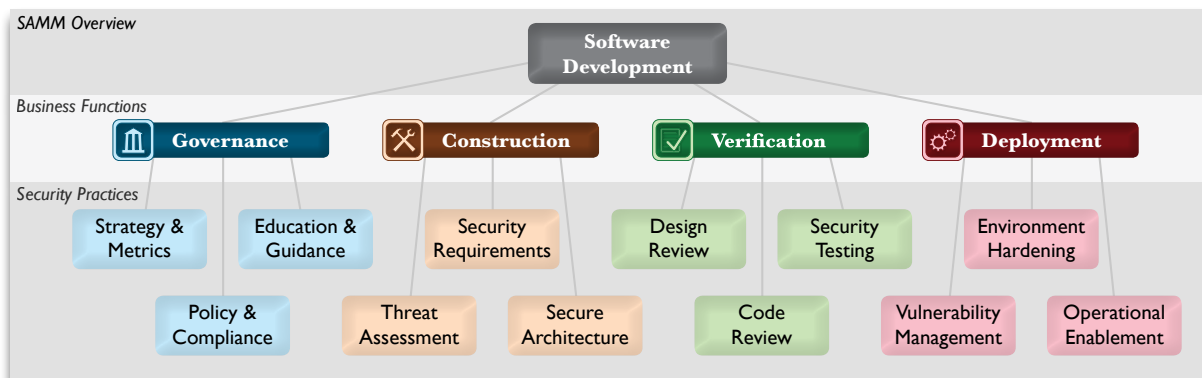 SAMM Overview
Software
Development
Business Functions
Governance
Construction
Verification
Deployment
Security Practices
Strategy &
Metrics
Education &
Guidance
Security
Requirements
Design
Review
Security
Testing
Environment
Hardening
Policy &
Compliance
Threat
Assessment
Secure
Architecture
Code
Review
Vulnerability
Management
Operational
Enablement